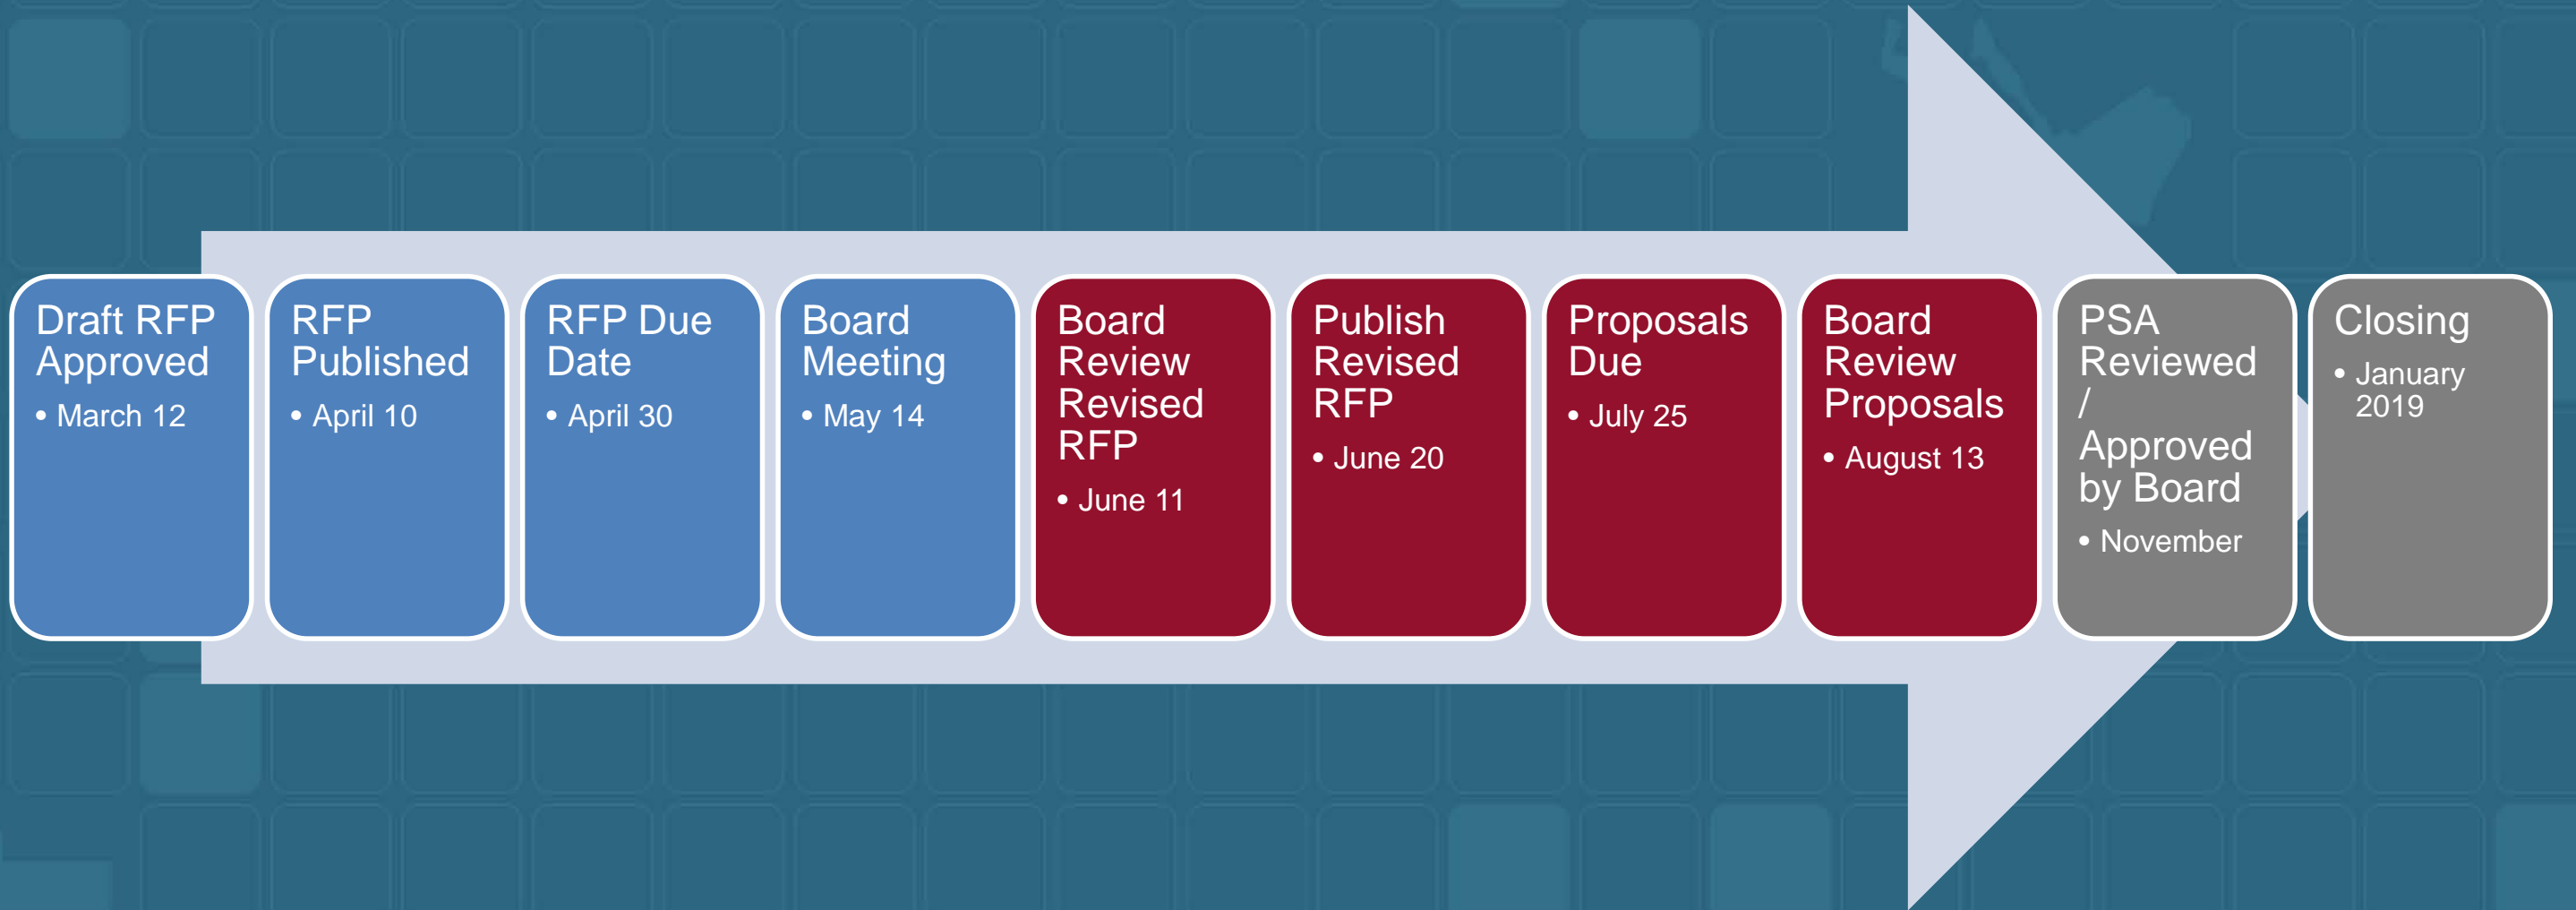 Draft RFP
Approved
• March 12
RFP
Published
• April 10
RFP Due
Date
• April 30
Board
Meeting
• May 14
Board
Review
Revised
RFP
• June 11
Publish
Revised
RFP
• June 20
Proposals
Due
• July 25
Board
Review
Proposals
• August 13
PSA
Reviewed
/
Approved
by Board
• November
Closing
• January
2019